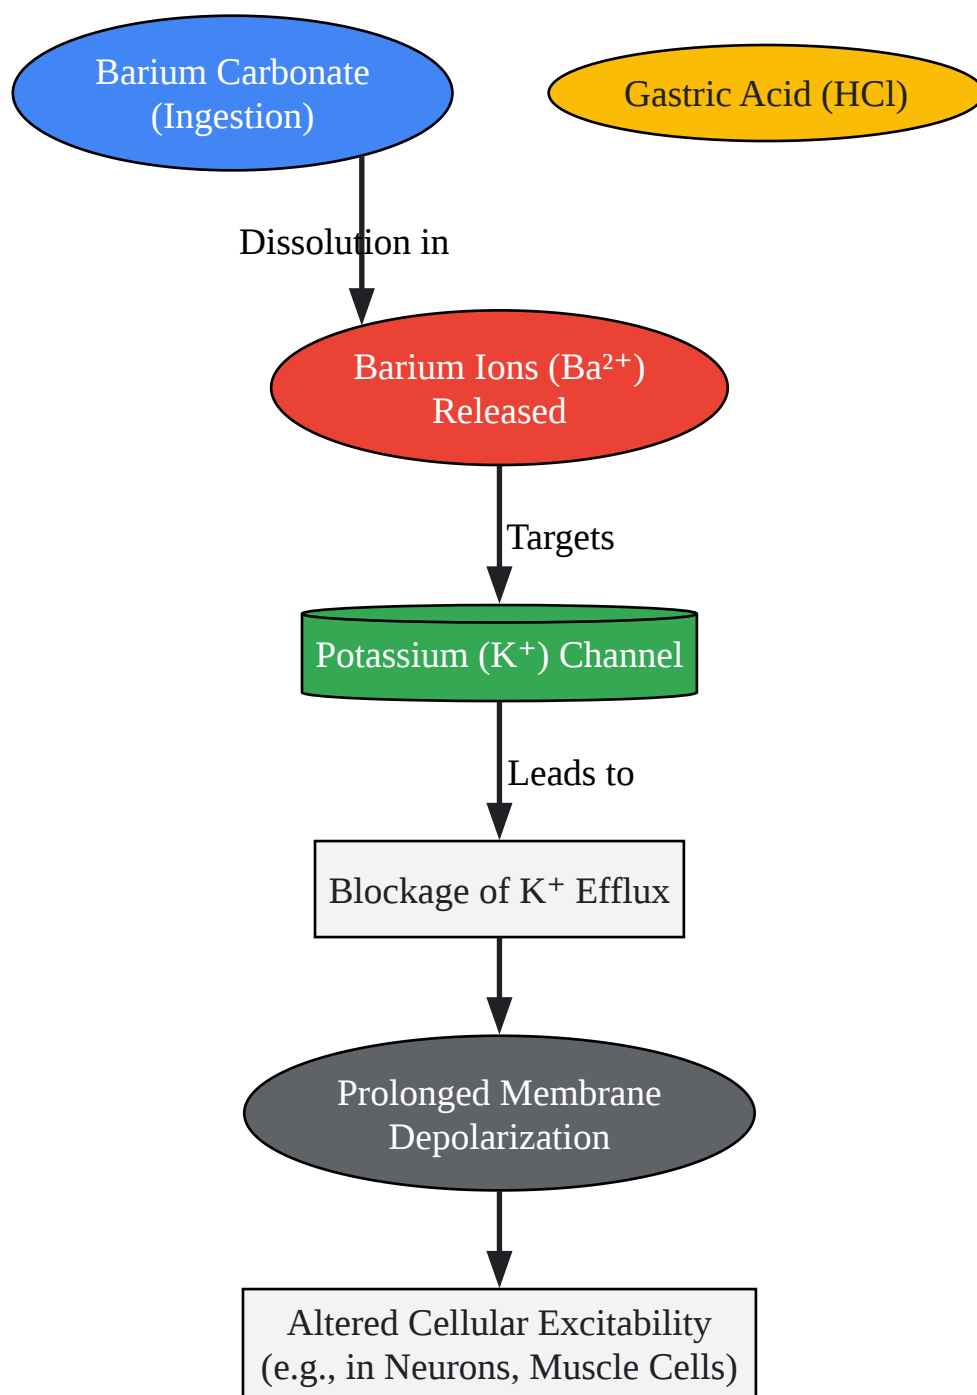 Barium Carbonate
(Ingestion)
Gastric Acid (HCl)
Dissolution in
Barium Ions (Ba²⁺)
Released
Targets
Potassium (K⁺) Channel
Leads to
Blockage of K⁺ Efflux
Prolonged Membrane
Depolarization
Altered Cellular Excitability
(e.g., in Neurons, Muscle Cells)